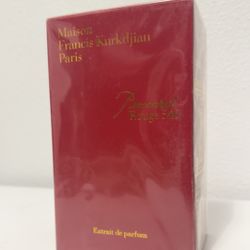 Maison
Francis Kurkdjian
Paris
Baccarat
Rouge 540
Extrait de parfum